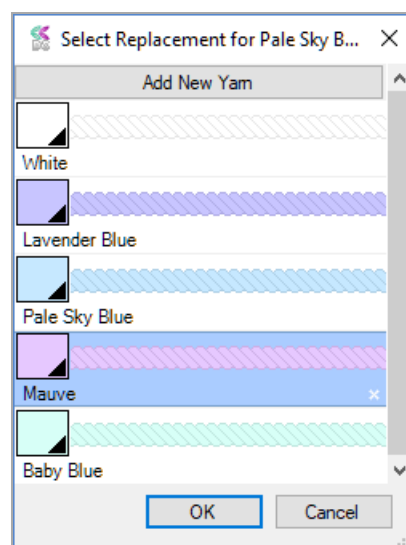 Select Replacement for Pale Sky B...
Add New Yarn
White
Lavender Blue
Pale Sky Blue
Mauve
Baby Blue
OK
Cancel